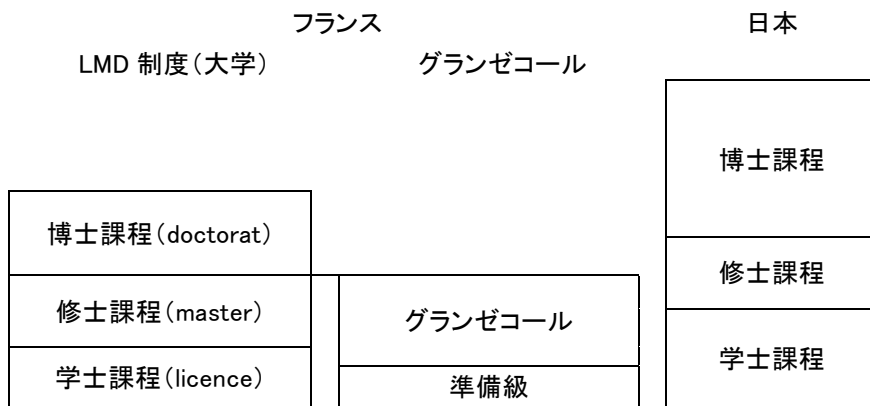 フランス 日本
LMD 制度(大学) グランゼコール
博士課程
博士課程(doctorat)
修士課程
修士課程(master) グランゼコール
学士課程
学士課程(licence) 準備級